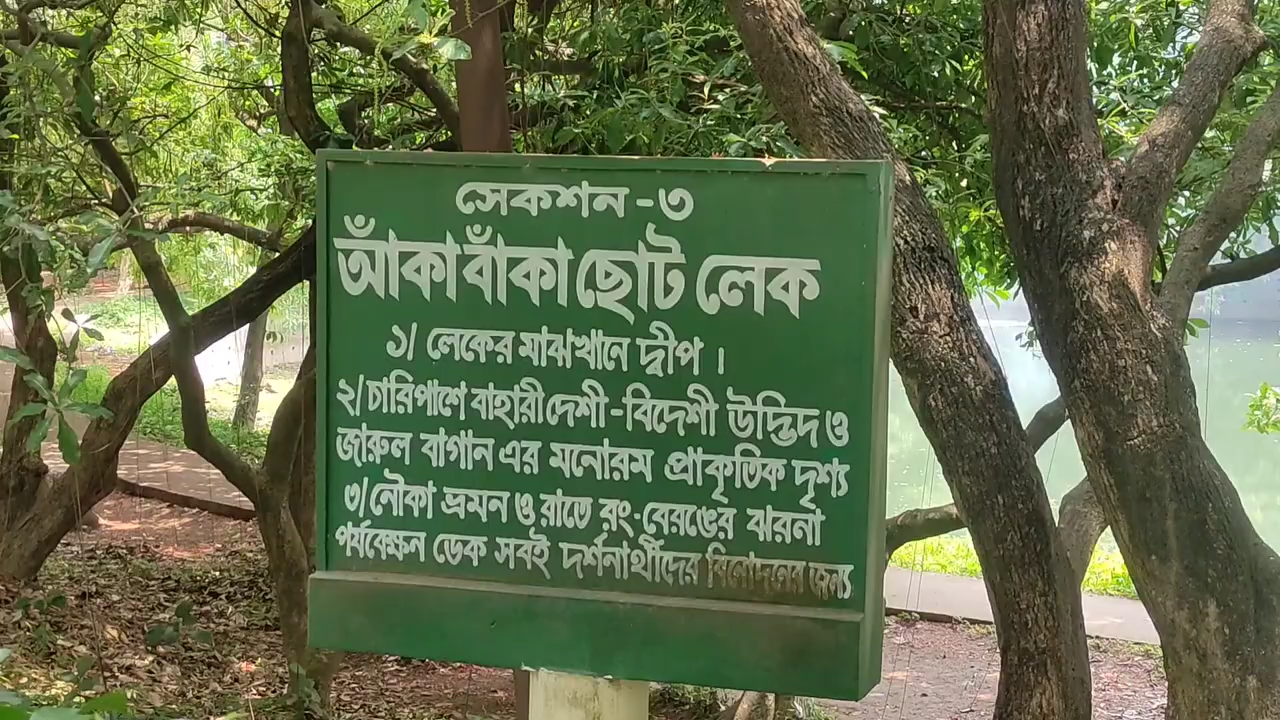 সেকশন -৩
আঁকা বাঁকা ছোট লেক
১/ লেকের মাঝখানে দ্বীপ ।
২/ চারিপাশে বাহারী দেশী -বিদেশী উদ্ভিদ ও
জারুল বাগান এর মনোরম প্রাকৃতিক দৃশ্য
৩/ নৌকা ভ্রমন ও রাতে রং-বেরঙের ঝরনা
পর্যবেক্ষন ডেক সবই দর্শনার্থীদের বিনোদনের জন্য